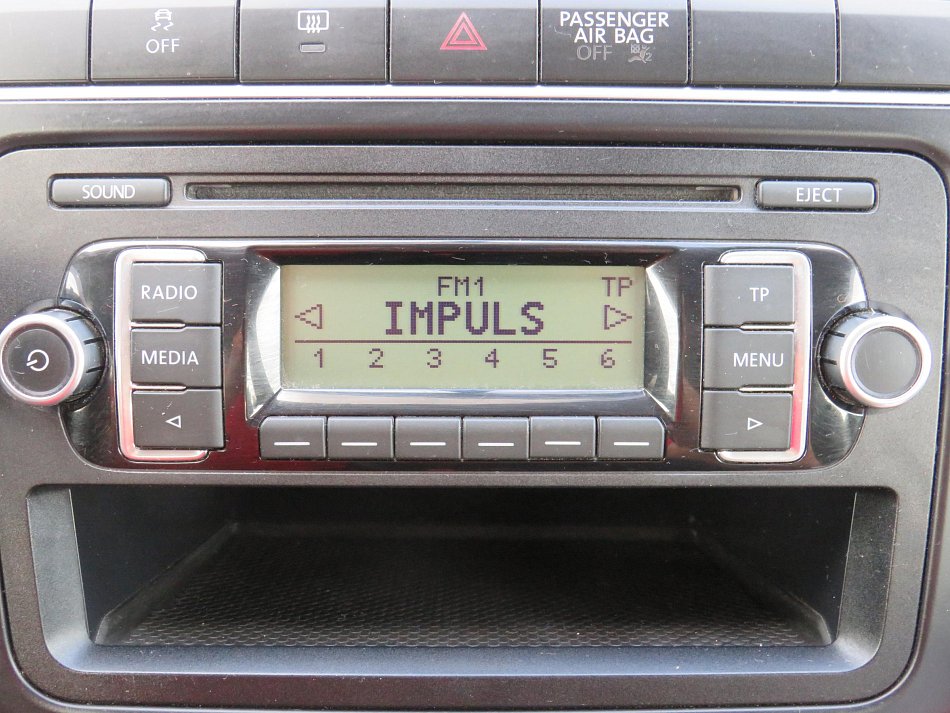 OFF
PASSENGER
AIR BAG
OFF
SOUND
EJECT
RADIO
MEDIA
FM1 TP
IMPULS
1 2 3 4 5 6
TP
MENU